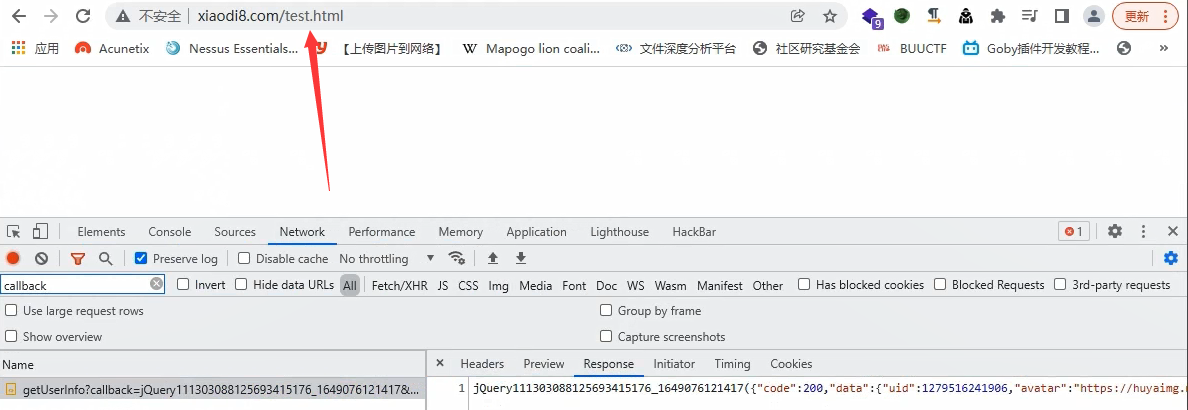 不安全 xiaodi8.com/test.html 更新
应用 Acunetix Nessus Essentials... 【上传图片到网络】 W Mapogo lion coali... 文件深度分析平台 社区研究基金会 BUUCTF Goby插件开发教程... »
Elements Console Sources Network Performance Memory Application Lighthouse HackBar 1
Preserve log Disable cache No throttling
callback Invert Hide data URLs All Fetch/XHR JS CSS Img Media Font Doc WS Wasm Manifest Other Has blocked cookies Blocked Requests 3rd-party requests
Use large request rows Group by frame
Show overview Capture screenshots
Name Headers Preview Response Initiator Timing Cookies
getUserInfo?callback=jQuery111303088125693415176_1649076121417&... 1 jQuery111303088125693415176_1649076121417({"code":200,"data":{"uid":1279516241906,"avatar":"https://huyaimg.